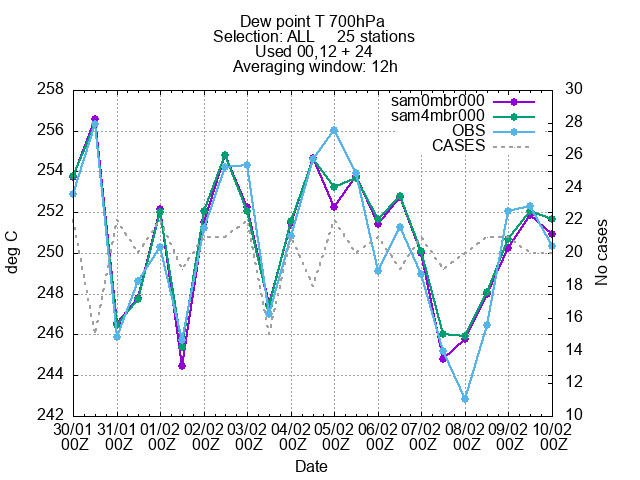 Dew point T 700hPa
Selection: ALL     25 stations
Used 00,12 + 24
Averaging window: 12h
258 30
sam0mbr000
sam4mbr000
OBS
CASES
256 28
254 26
252 24
250 22
248 20
246 18
244 16
242 14
12
10
deg C
No cases
30/01 31/01 01/02 02/02 03/02 04/02 05/02 06/02 07/02 08/02 09/02 10/02
00Z 00Z 00Z 00Z 00Z 00Z 00Z 00Z 00Z 00Z 00Z 00Z
Date